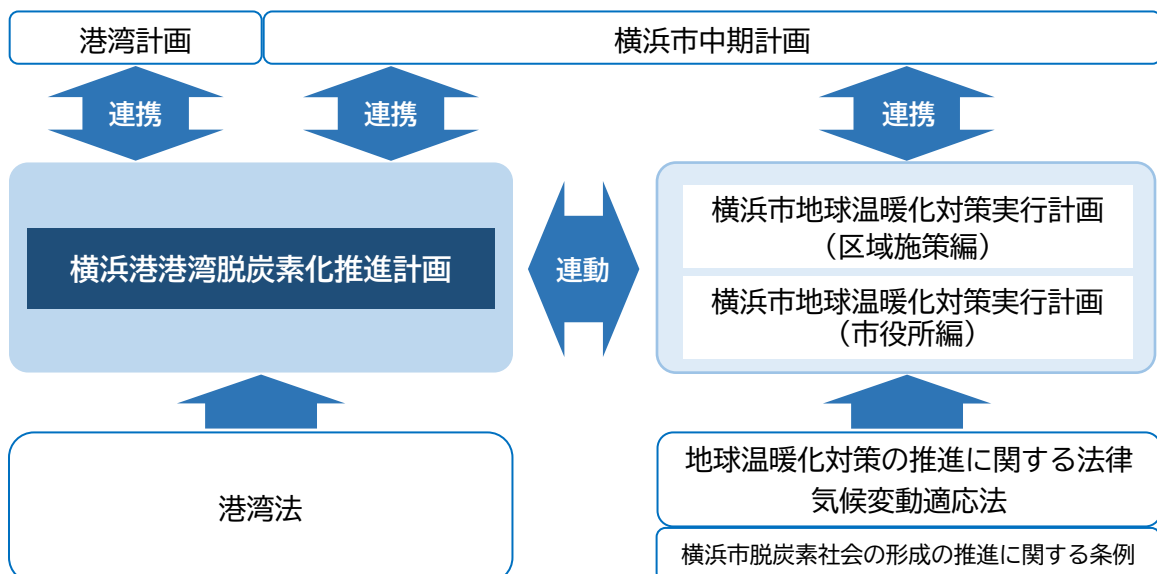 港湾計画
横浜市中期計画
連携
連携
連携
横浜港港湾脱炭素化推進計画
連動
横浜市地球温暖化対策実行計画
（区域施策編）
横浜市地球温暖化対策実行計画
（市役所編）
港湾法
地球温暖化対策の推進に関する法律
気候変動適応法
横浜市脱炭素社会の形成の推進に関する条例